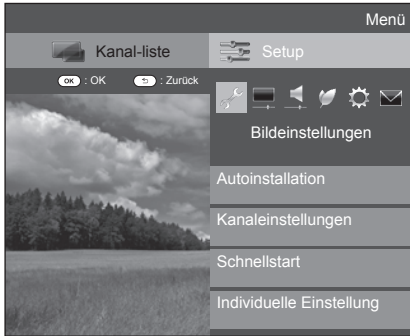 Menü
Kanal-liste
Setup
OK : OK : Zurück
Bildeinstellungen
Autoinstallation
Kanaleinstellungen
Schnellstart
Individuelle Einstellung